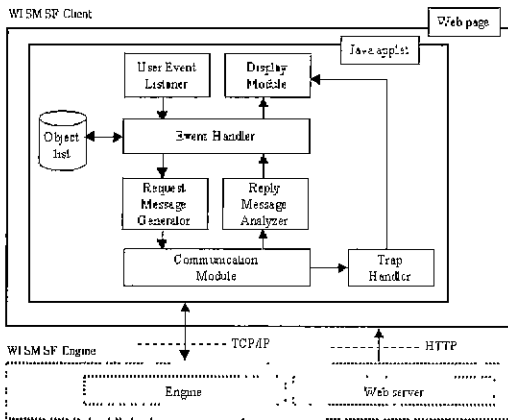 WISMSF Client
Web page
Java applet
User Event
Listener
Display
Module
Object
list
Event Handler
Request
Message
Generator
Reply
Message
Analyzer
Communication
Module
Trap
Handler
TCP/IP
HTTP
WISMSF Engine
Engine
Web server